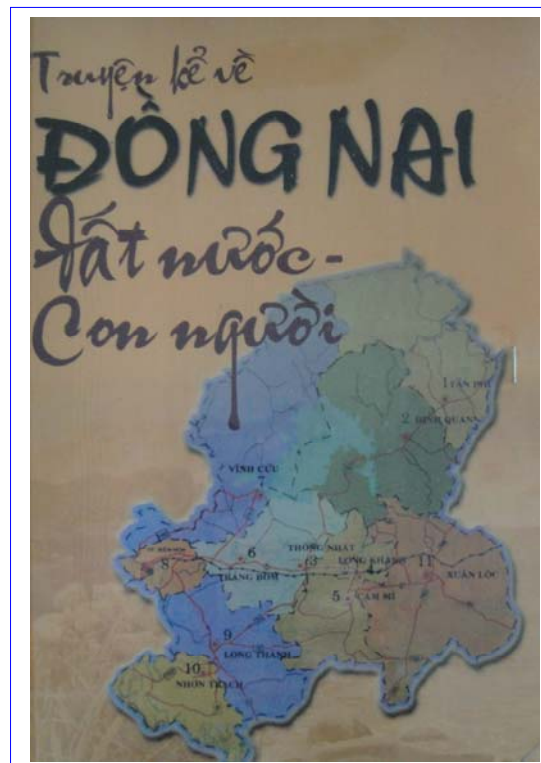 Truyện kể về
ĐỒNG NAI
Đất nước -
Con người
1 TÂN PHÚ
2 ĐỊNH QUÁN
VĨNH CỬU
7
THỐNG NHẤT
6
3
LONG KHÁNH
4
11
8
TRẢNG BOM
XUÂN LỘC
5
CẨM MĨ
9
LONG THÀNH
10
NHƠN TRẠCH